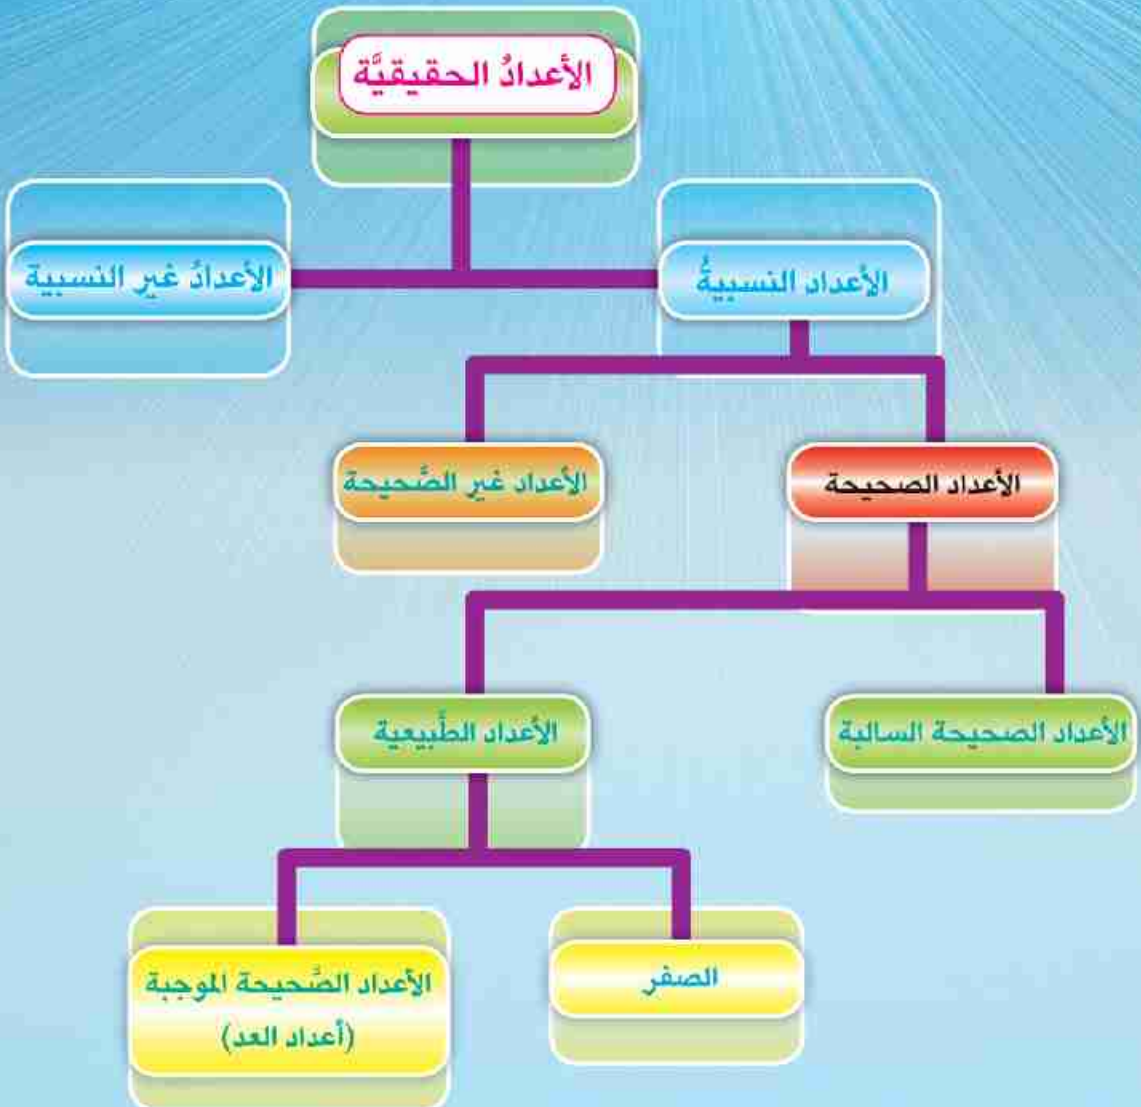 الأعدادُ الحقيقيَّة
الأعداد النسبيةُ
الأعدادُ غير النسبية
الأعداد الصحيحة
الأعداد غير الصَّحيحة
الأعداد الصحيحة السالبة
الأعداد الطَّبيعية
الصفر
الأعداد الصَّحيحة الموجبة
(أعداد العد)